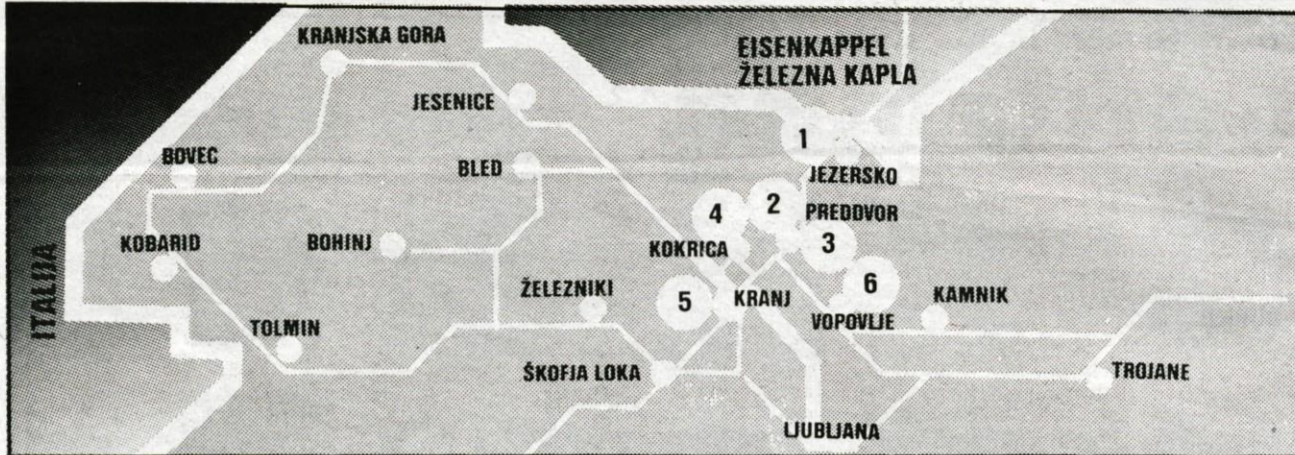 KRANJSKA GORA
EISENKAPPEL
ŽELEZNA KAPLA
JESENICE
1
BOVEC
BLED
JEZERSKO
2
PREDDVOR
4
KOBARID
BOHINJ
KOKRICA
3
ITALIJA
ŽELEZNIKI
5
KRANJ
6
KAMNIK
TOLMIN
VOPOVLJE
ŠKOFJA LOKA
TROJANE
LJUBLJANA